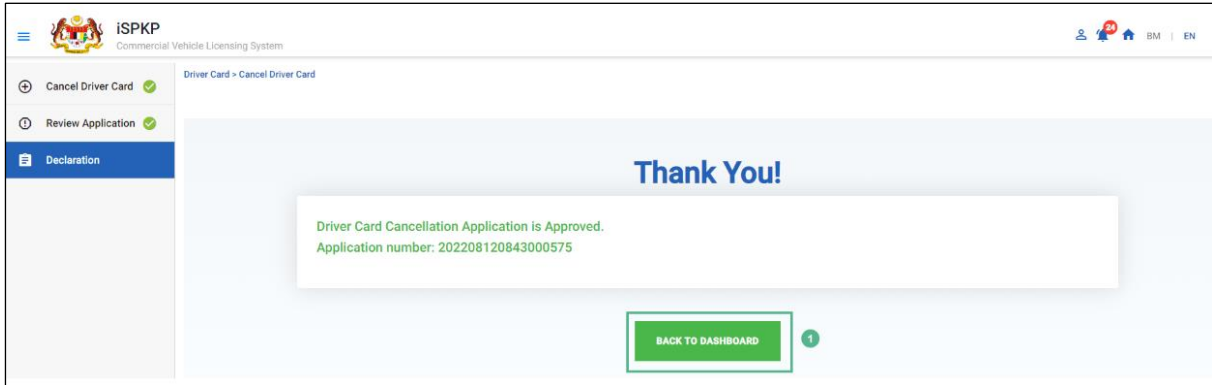 iSPKP
Commercial Vehicle Licensing System
24
BM | EN
Cancel Driver Card
Review Application
Declaration
Driver Card > Cancel Driver Card
Thank You!
Driver Card Cancellation Application is Approved.
Application number: 202208120843000575
BACK TO DASHBOARD
1